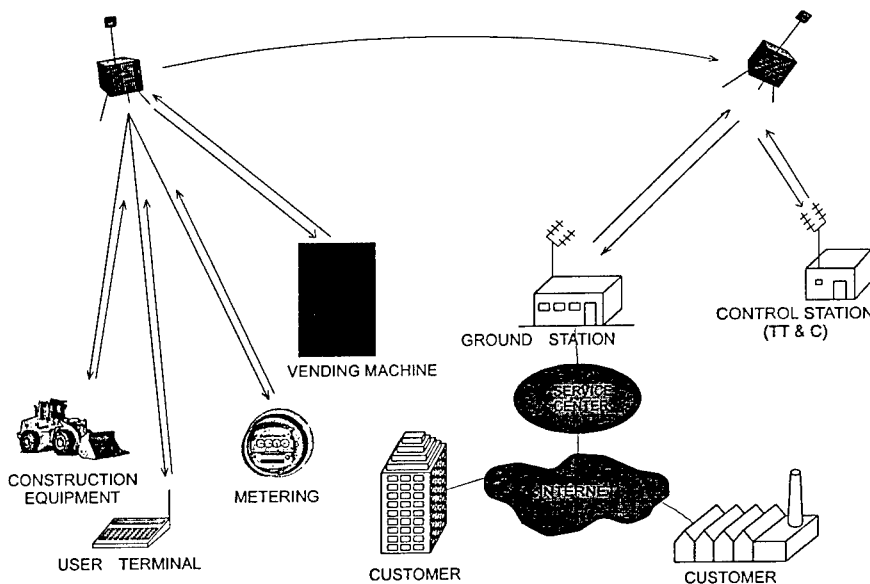 CONTROL STATION
(TT & C)
GROUND STATION
VENDING MACHINE
SERVICE
CENTER
CONSTRUCTION
EQUIPMENT
METERING
INTERNET
USER TERMINAL
CUSTOMER
CUSTOMER